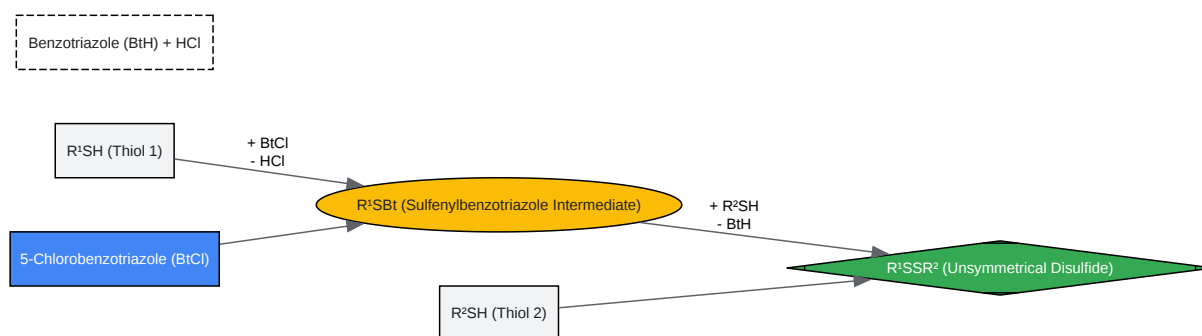 Benzotriazole (BtH) + HCl
R¹SH (Thiol 1)
+ BtCl
- HCl
R¹SBt (Sulfenylbenzotriazole Intermediate)
+ R²SH
- BtH
5-Chlorobenzotriazole (BtCl)
R¹SSR² (Unsymmetrical Disulfide)
R²SH (Thiol 2)